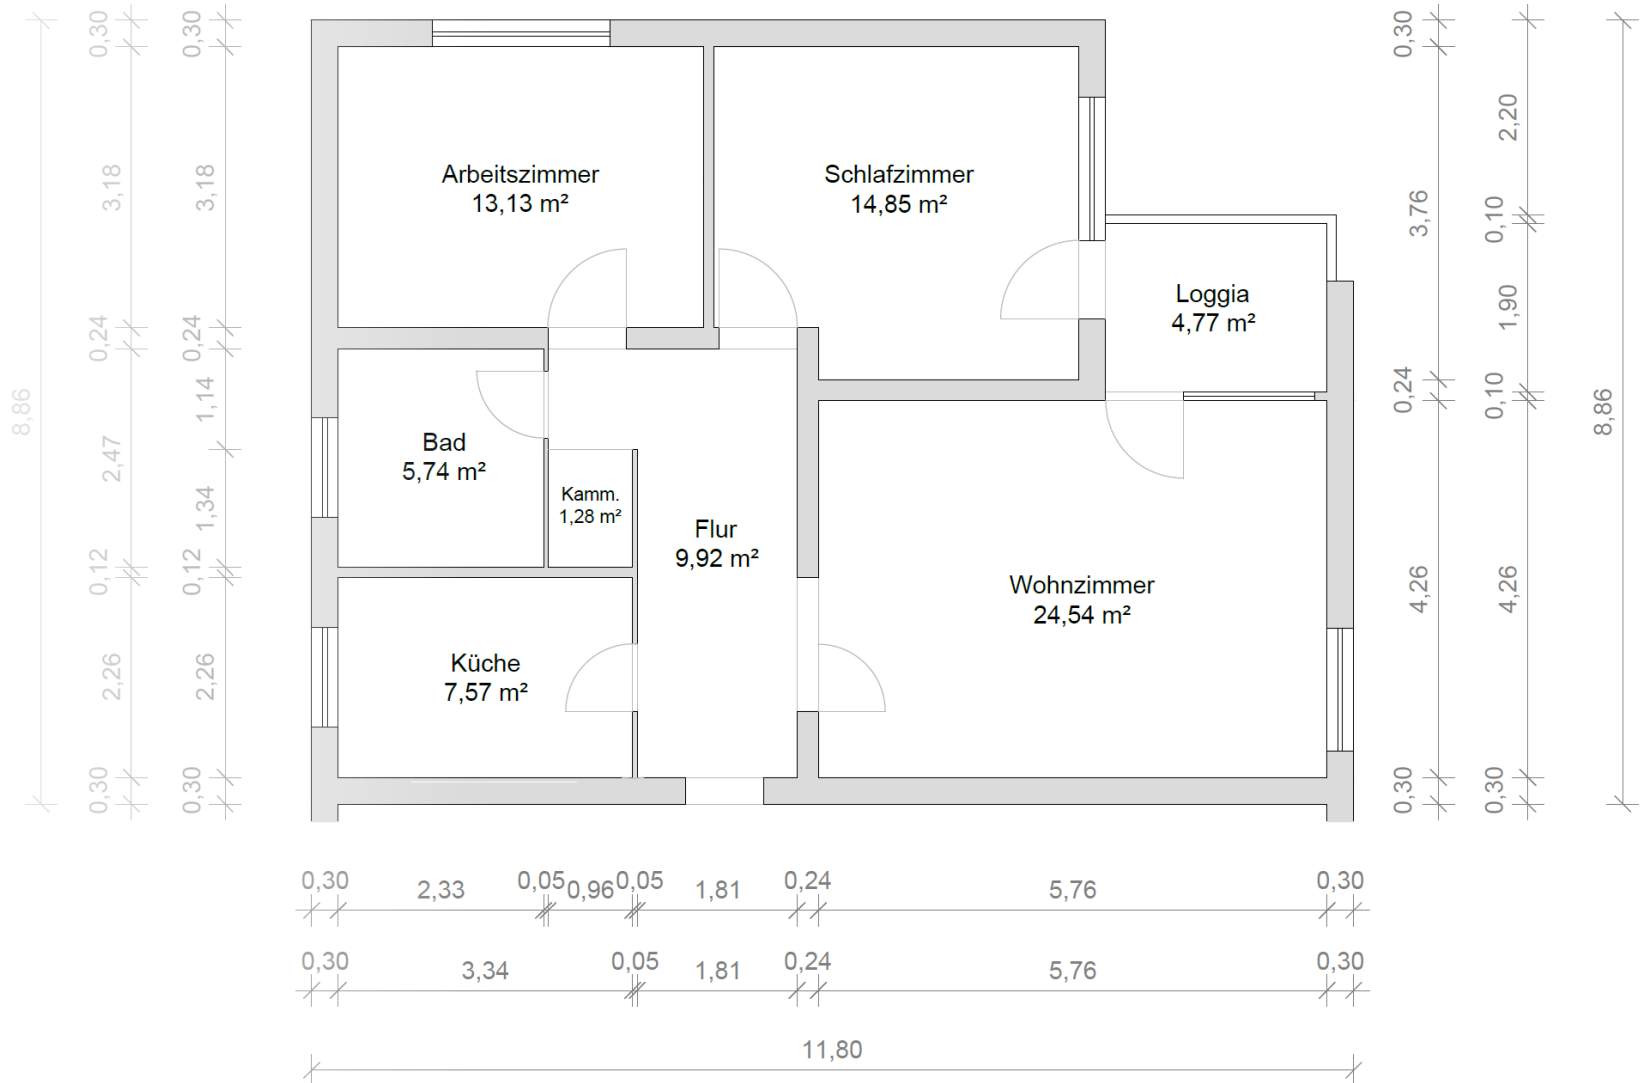 0,30
0,30
0,30
3,18
3,18
2,20
Arbeitszimmer
13,13 m²
Schlafzimmer
14,85 m²
3,76
0,10
Loggia
4,77 m²
1,90
0,24
0,24
8,86
1,14
0,24
0,10
8,86
2,47
Bad
5,74 m²
1,34
Kamm.
1,28 m²
Flur
9,92 m²
0,12
0,12
Wohnzimmer
24,54 m²
4,26
4,26
2,26
2,26
Küche
7,57 m²
0,30
0,30
0,30
0,30
0,30
2,33
0,05
0,96
0,05
1,81
0,24
5,76
0,30
0,30
3,34
0,05
1,81
0,24
5,76
0,30
11,80